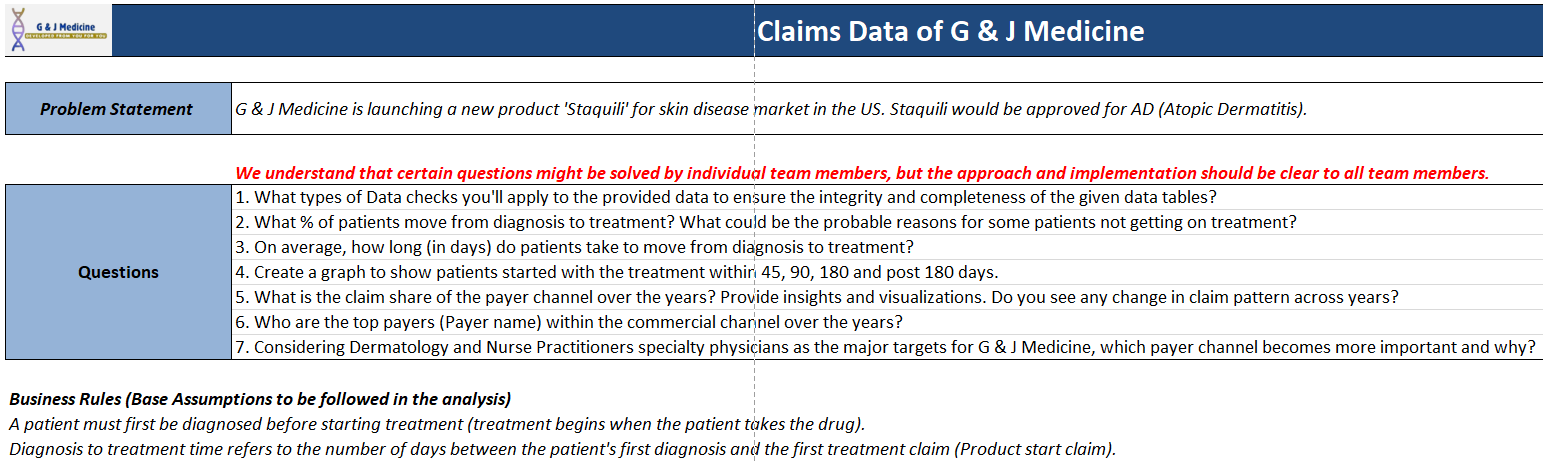 G & J Medicine
DEVELOPED FROM YOU FOR YOU
Claims Data of G & J Medicine
Problem Statement
G & J Medicine is launching a new product 'Staquili' for skin disease market in the US. Staquili would be approved for AD (Atopic Dermatitis).
We understand that certain questions might be solved by individual team members, but the approach and implementation should be clear to all team members.
Questions
1. What types of Data checks you'll apply to the provided data to ensure the integrity and completeness of the given data tables?
2. What % of patients move from diagnosis to treatment? What could be the probable reasons for some patients not getting on treatment?
3. On average, how long (in days) do patients take to move from diagnosis to treatment?
4. Create a graph to show patients started with the treatment within 45, 90, 180 and post 180 days.
5. What is the claim share of the payer channel over the years? Provide insights and visualizations. Do you see any change in claim pattern across years?
6. Who are the top payers (Payer name) within the commercial channel over the years?
7. Considering Dermatology and Nurse Practitioners specialty physicians as the major targets for G & J Medicine, which payer channel becomes more important and why?
Business Rules (Base Assumptions to be followed in the analysis)
A patient must first be diagnosed before starting treatment (treatment begins when the patient takes the drug).
Diagnosis to treatment time refers to the number of days between the patient's first diagnosis and the first treatment claim (Product start claim).